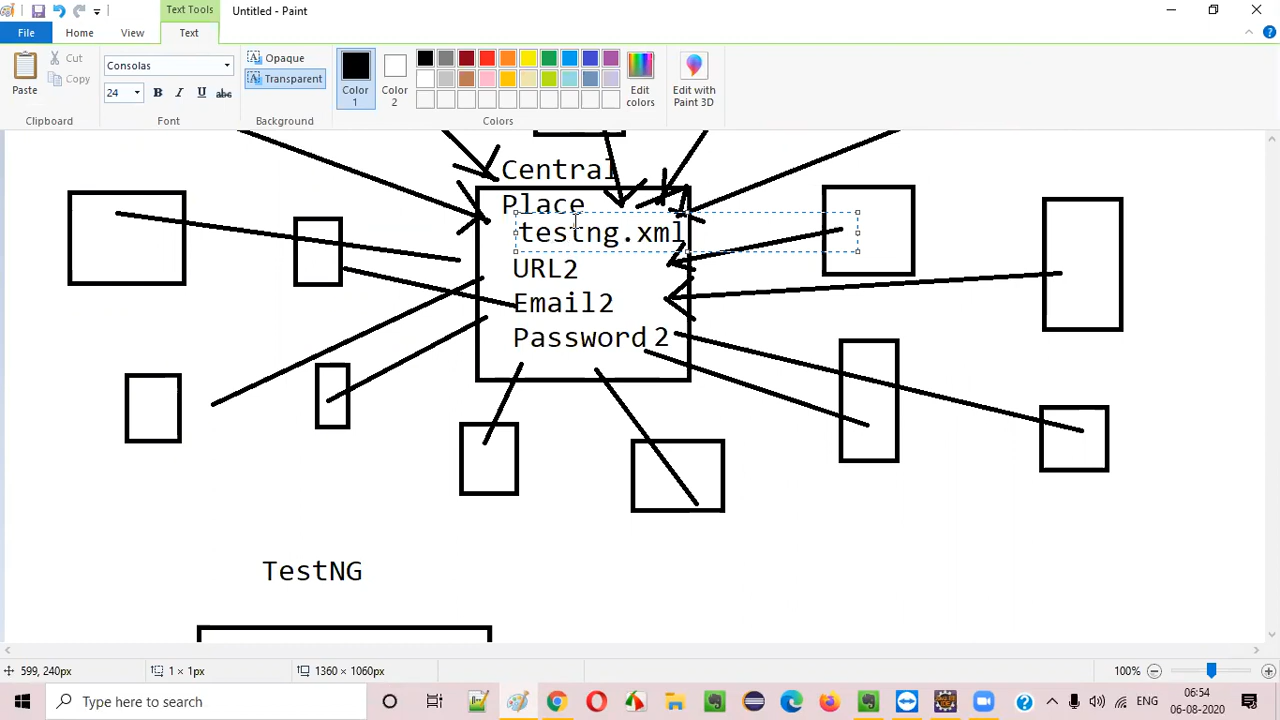 Untitled - Paint
Text Tools
File
Home
View
Text
Paste
Cut
Copy
Clipboard
Consolas
24
B
I
U
abc
Font
Opaque
Transparent
Background
Color
1
Color
2
Colors
Edit
colors
Edit with
Paint 3D
Central
Place
testng.xml
URL2
Email2
Password 2
TestNG
599, 240px
1 × 1px
1360 × 1060px
100%
Type here to search
ENG
06:54
06-08-2020